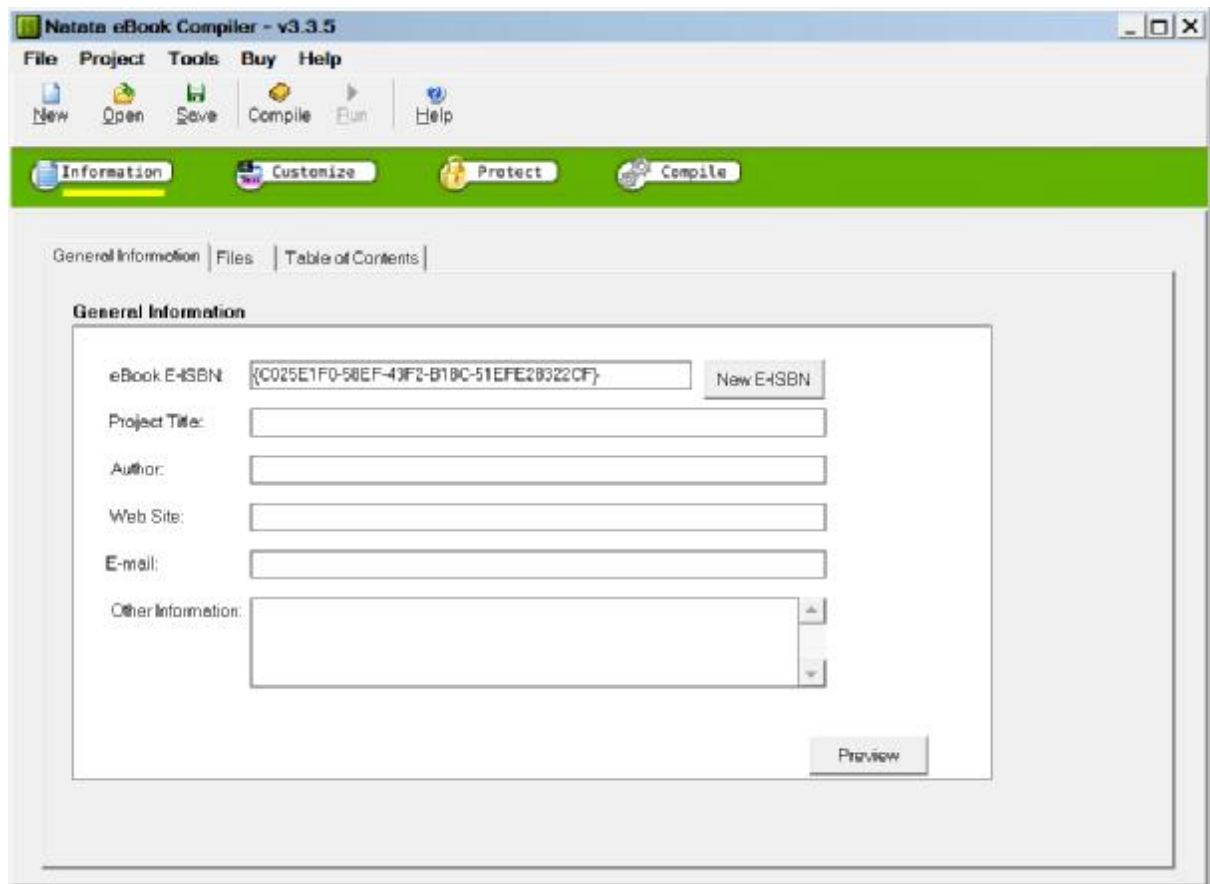 Natata eBook Compiler - v3.3.5
File Project Tools Buy Help
New Open Save Compile Run Help
Information Customize Protect Compile
General Information Files Table of Contents
General Information
eBook E-ISBN: {C025E1F0-58EF-43F2-B18C-51EFE28322CF} New E-ISBN
Project Title:
Author:
Web Site:
E-mail:
Other Information:
Preview